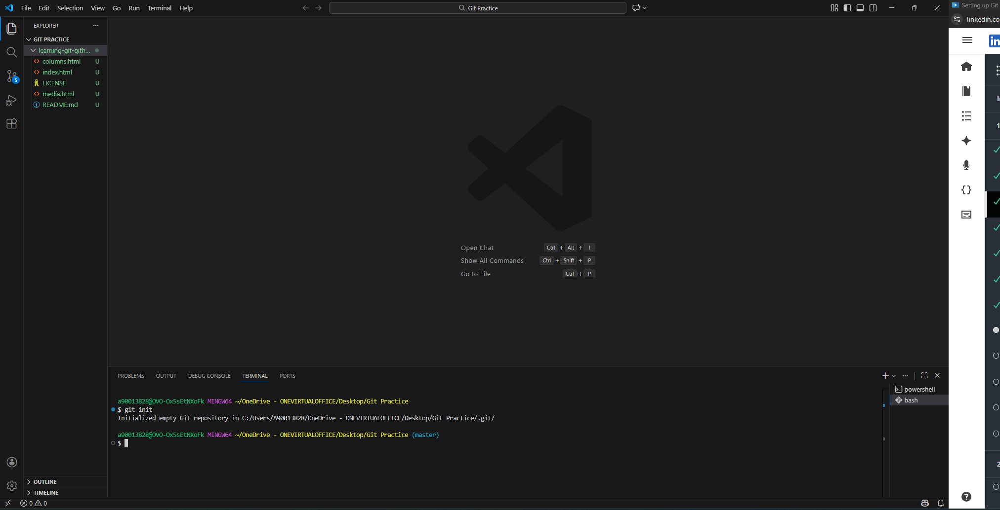 File Edit Selection View Go Run Terminal Help
Git Practice
EXPLORER
GIT PRACTICE
learning-git-gith...
columns.html U
index.html U
LICENSE U
media.html U
README.md U
5
Open Chat Ctrl + Alt + I
Show All Commands Ctrl + Shift + P
Go to File Ctrl + P
PROBLEMS OUTPUT DEBUG CONSOLE TERMINAL PORTS
a90013828@OVO-Ox5sEtNXoFk MINGW64 ~/OneDrive - ONEVIRTUALOFFICE/Desktop/Git Practice
$ git init
Initialized empty Git repository in C:/Users/A90013828/OneDrive - ONEVIRTUALOFFICE/Desktop/Git Practice/.git/
a90013828@OVO-Ox5sEtNXoFk MINGW64 ~/OneDrive - ONEVIRTUALOFFICE/Desktop/Git Practice (master)
$
powershell
bash
OUTLINE
TIMELINE
0 0
Setting up Git
linkedin.co
in
1
2